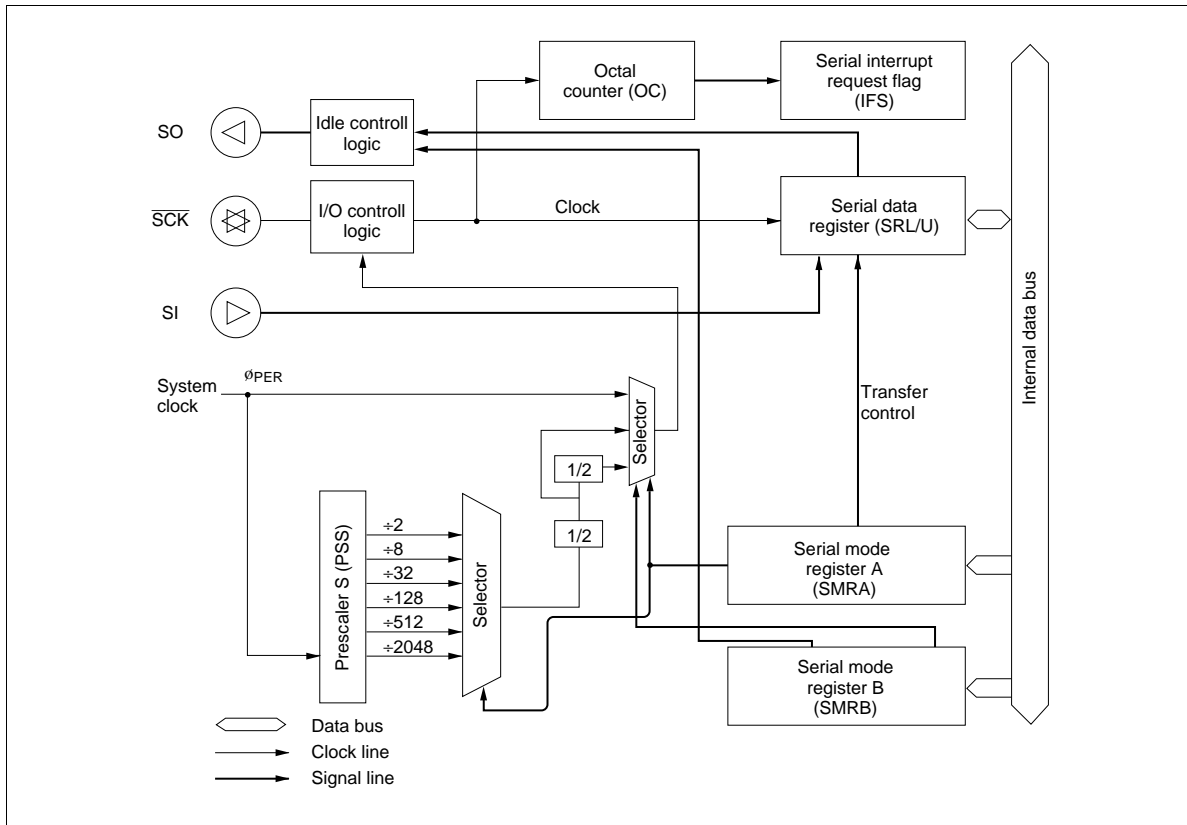 Octal
counter (OC)
Serial interrupt
request flag
(IFS)
SO
Idle controll
logic
SCK
I/O controll
logic
Clock
Serial data
register (SRL/U)
SI
Internal data bus
System
clock
øPER
Selector
Transfer
control
1/2
1/2
Prescaler S (PSS)
÷2
÷8
÷32
÷128
÷512
÷2048
Selector
Serial mode
register A
(SMRA)
Serial mode
register B
(SMRB)
Data bus
Clock line
Signal line